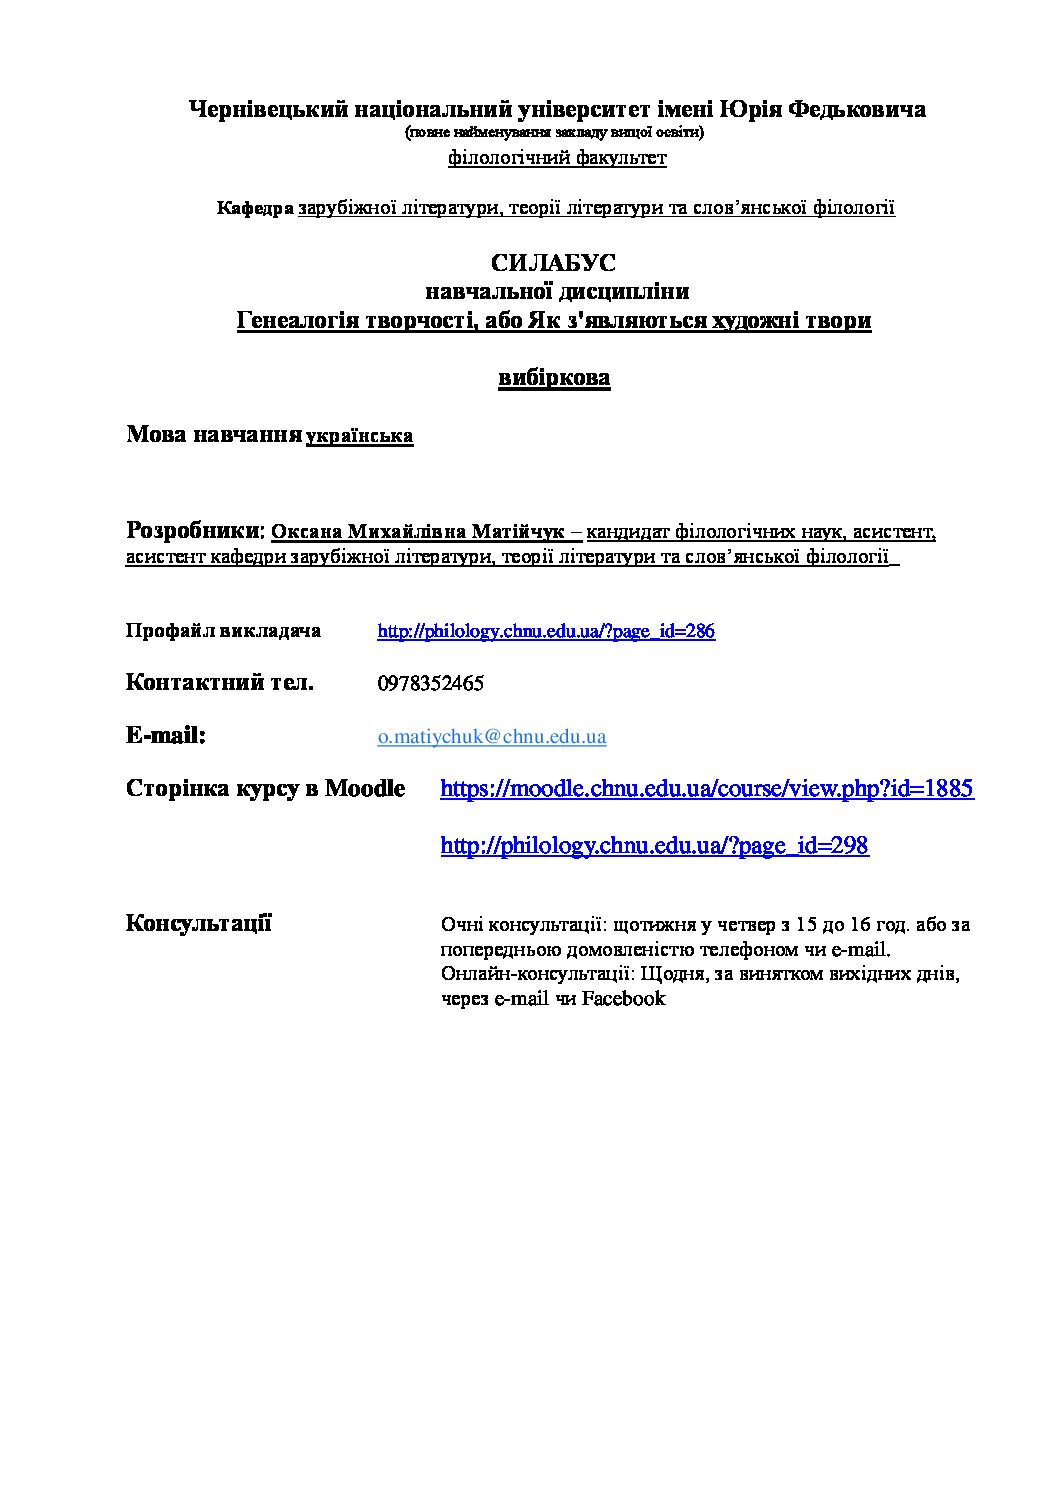 Чернівецький національний університет імені Юрія Федьковича
(повне найменування закладу вищої освіти)
філологічний факультет
Кафедра зарубіжної літератури, теорії літератури та слов’янської філології
СИЛАБУС
навчальної дисципліни
Генеалогія творчості, або Як з'являються художні твори
вибіркова
Мова навчання українська
Розробники: Оксана Михайлівна Матійчук – кандидат філологічних наук, асистент,
асистент кафедри зарубіжної літератури, теорії літератури та слов’янської філології_
Профайл викладача http://philology.chnu.edu.ua/?page_id=286
Контактний тел. 0978352465
E-mail: o.matiychuk@chnu.edu.ua
Сторінка курсу в Moodle https://moodle.chnu.edu.ua/course/view.php?id=1885
http://philology.chnu.edu.ua/?page_id=298
Консультації Очні консультації: щотижня у четвер з 15 до 16 год. або за
попередньою домовленістю телефоном чи e-mail.
Онлайн-консультації: Щодня, за винятком вихідних днів,
через e-mail чи Facebook